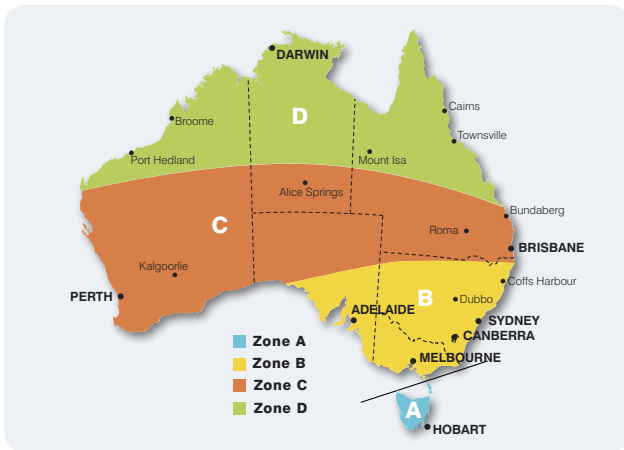 DARWIN
Cairns
Broome
D
Townsville
Port Hedland
Mount Isa
Alice Springs
Bundaberg
C
Roma
BRISBANE
Kalgoorlie
Coffs Harbour
PERTH
B
Dubbo
ADELAIDE
SYDNEY
CANBERRA
MELBOURNE
Zone A
Zone B
Zone C
Zone D
A
HOBART